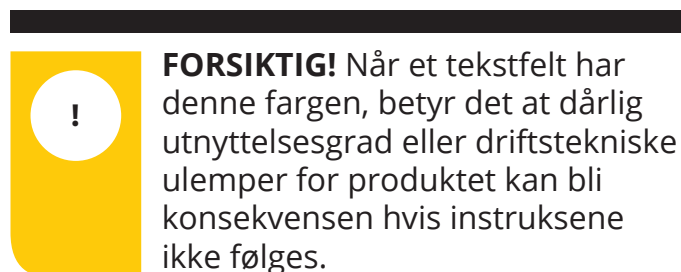 !
FORSIKTIG! Når et tekstfelt har
denne fargen, betyr det at dårlig
utnyttelsesgrad eller driftstekniske
ulemper for produktet kan bli
konsekvensen hvis instruksene
ikke følges.